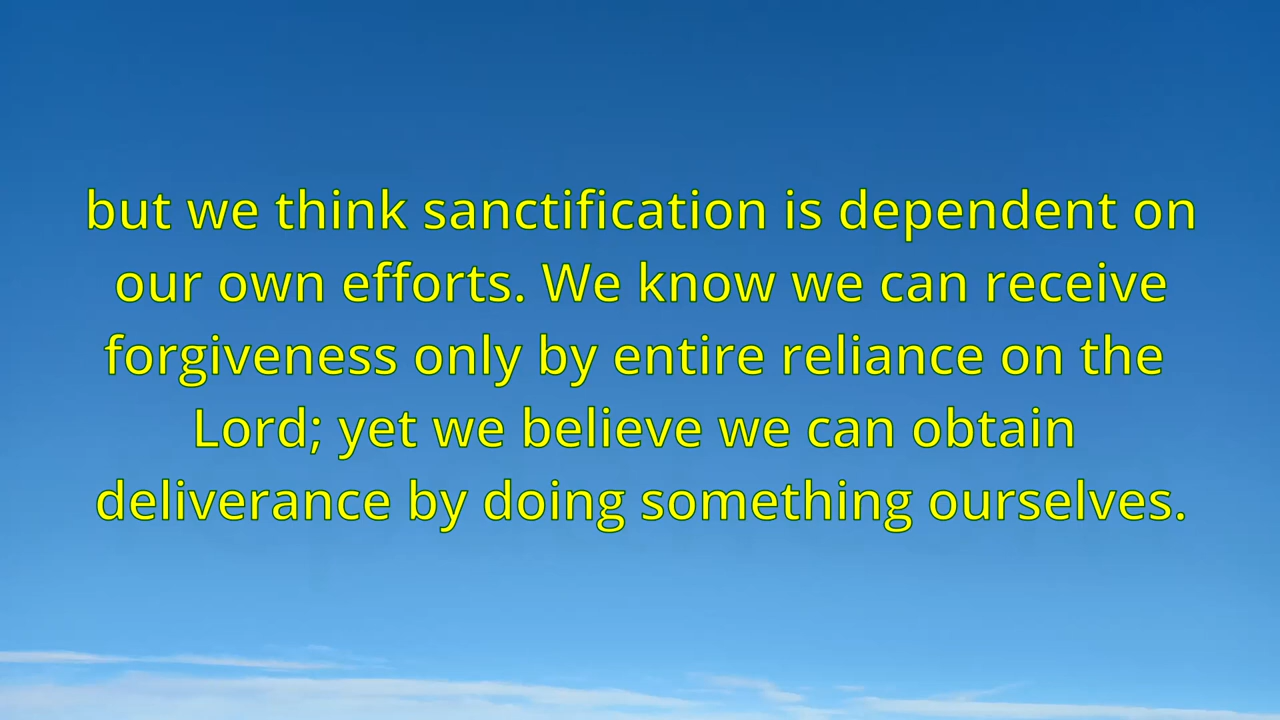 but we think sanctification is dependent on
our own efforts. We know we can receive
forgiveness only by entire reliance on the
Lord; yet we believe we can obtain
deliverance by doing something ourselves.